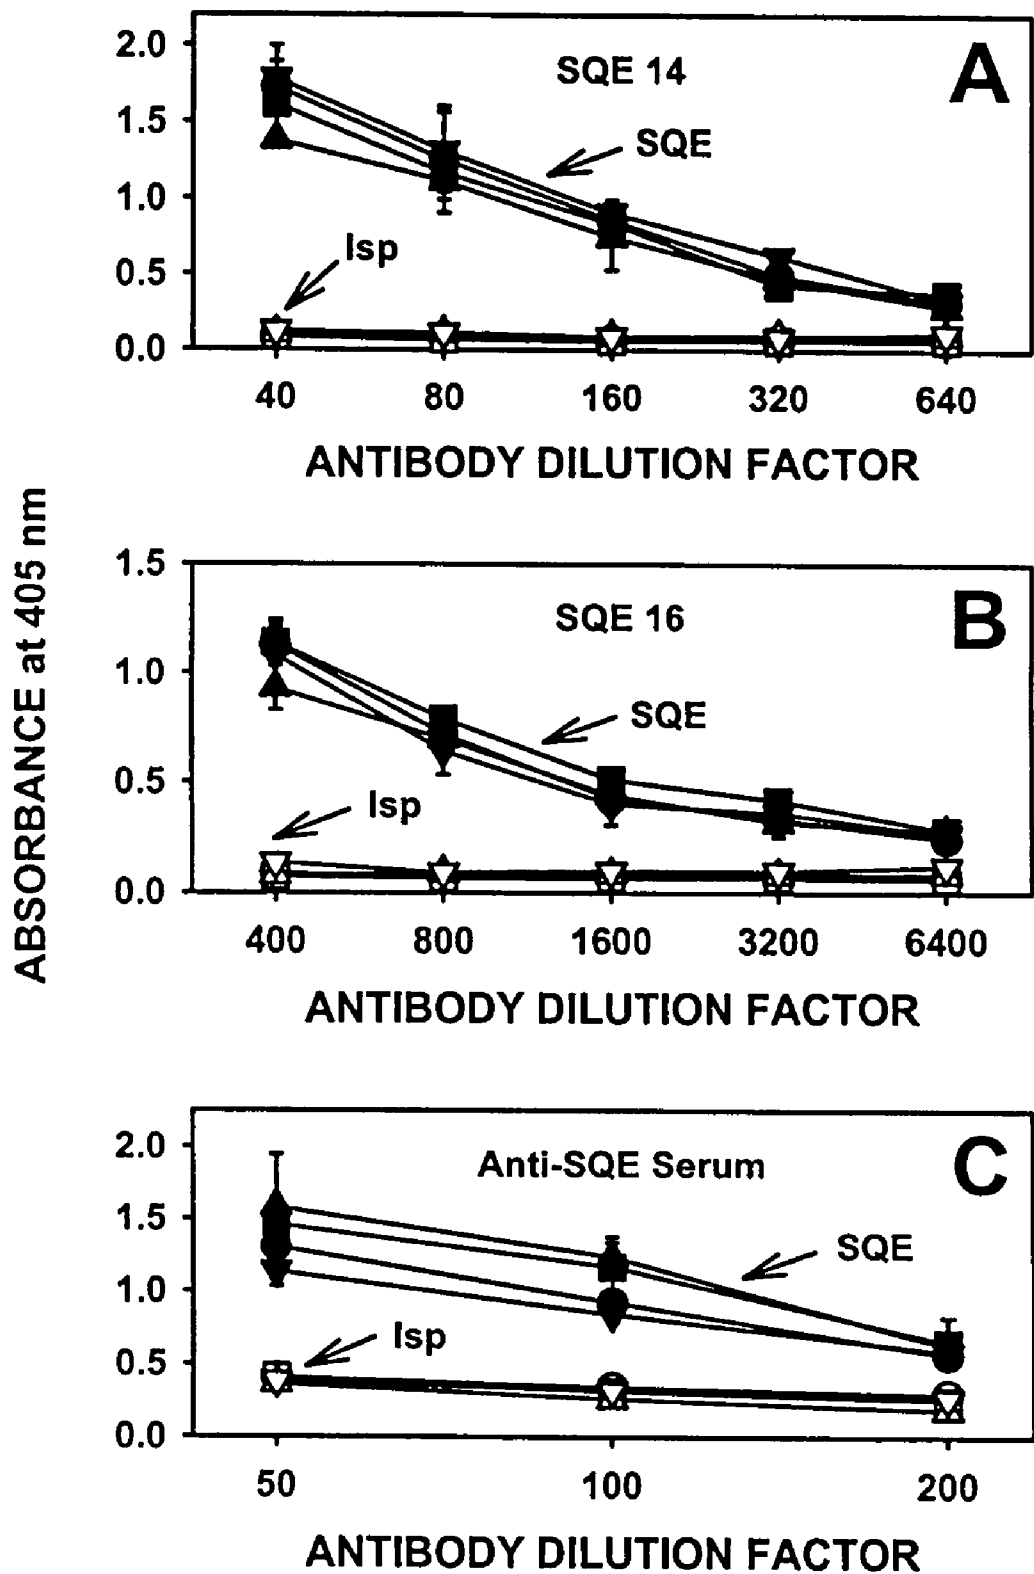 ABSORBANCE at 405 nm
A
SQE 14
SQE
Isp
2.0
1.5
1.0
0.5
0.0
40 80 160 320 640
ANTIBODY DILUTION FACTOR
B
SQE 16
SQE
Isp
1.5
1.0
0.5
0.0
400 800 1600 3200 6400
ANTIBODY DILUTION FACTOR
C
Anti-SQE Serum
SQE
Isp
2.0
1.5
1.0
0.5
0.0
50 100 200
ANTIBODY DILUTION FACTOR